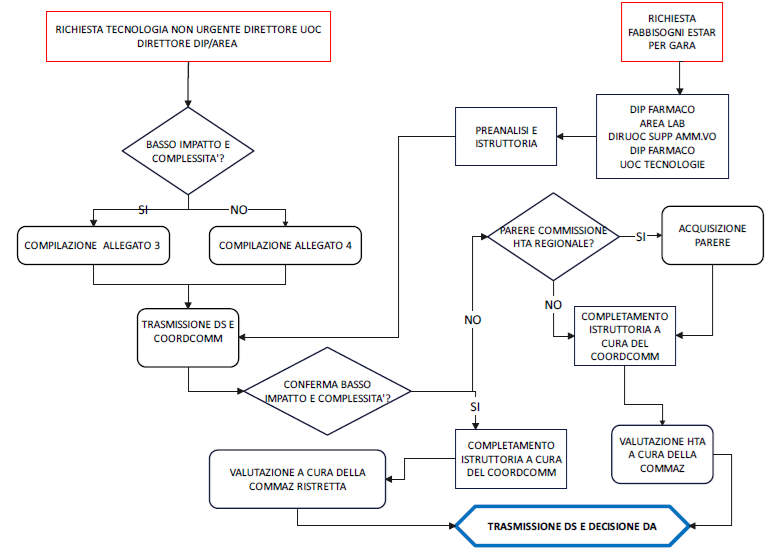 RICHIESTA TECNOLOGIA NON URGENTE DIRETTORE UOC
DIRETTORE DIP/AREA
RICHIESTA
FABBISOGNI ESTAR
PER GARA
DIP FARMACO
AREA LAB
DIRUOC SUPP AMM.VO
DIP FARMACO
UOC TECNOLOGIE
PREANALISI E
ISTRUTTORIA
BASSO IMPATTO E
COMPLESSITA'?
SI
NO
COMPILAZIONE ALLEGATO 3
COMPILAZIONE ALLEGATO 4
PARERE COMMISSIONE
HTA REGIONALE?
SI
ACQUISIZIONE
PARERE
NO
NO
TRASMISSIONE DS E
COORDCOMM
COMPLETAMENTO
ISTRUTTORIA A
CURA DEL
COORDCOMM
CONFERMA BASSO
IMPATTO E COMPLESSITA'?
SI
COMPLETAMENTO
ISTRUTTORIA A CURA
DEL COORDCOMM
VALUTAZIONE HTA
A CURA DELLA
COMMAZ
VALUTAZIONE A CURA DELLA
COMMAZ RISTRETTA
TRASMISSIONE DS E DECISIONE DA